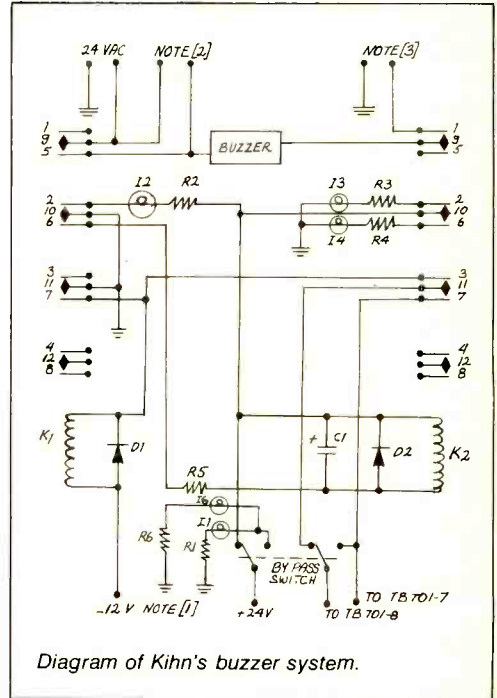 24 VAC NOTE [2] NOTE [3]
1 1
9 9
5 BUZZER 5
I2 R2 I3 R3
2 2
10 10
6 I4 R4 6
3 3
11 11
7 7
4 4
12 12
8 8
K1 D1 + C1 D2 K2
R5
I6
I1
R6 R1
BY PASS
SWITCH
TO TB 701-7
-12 V NOTE [1] +24V TO TB 701-8
Diagram of Kihn's buzzer system.